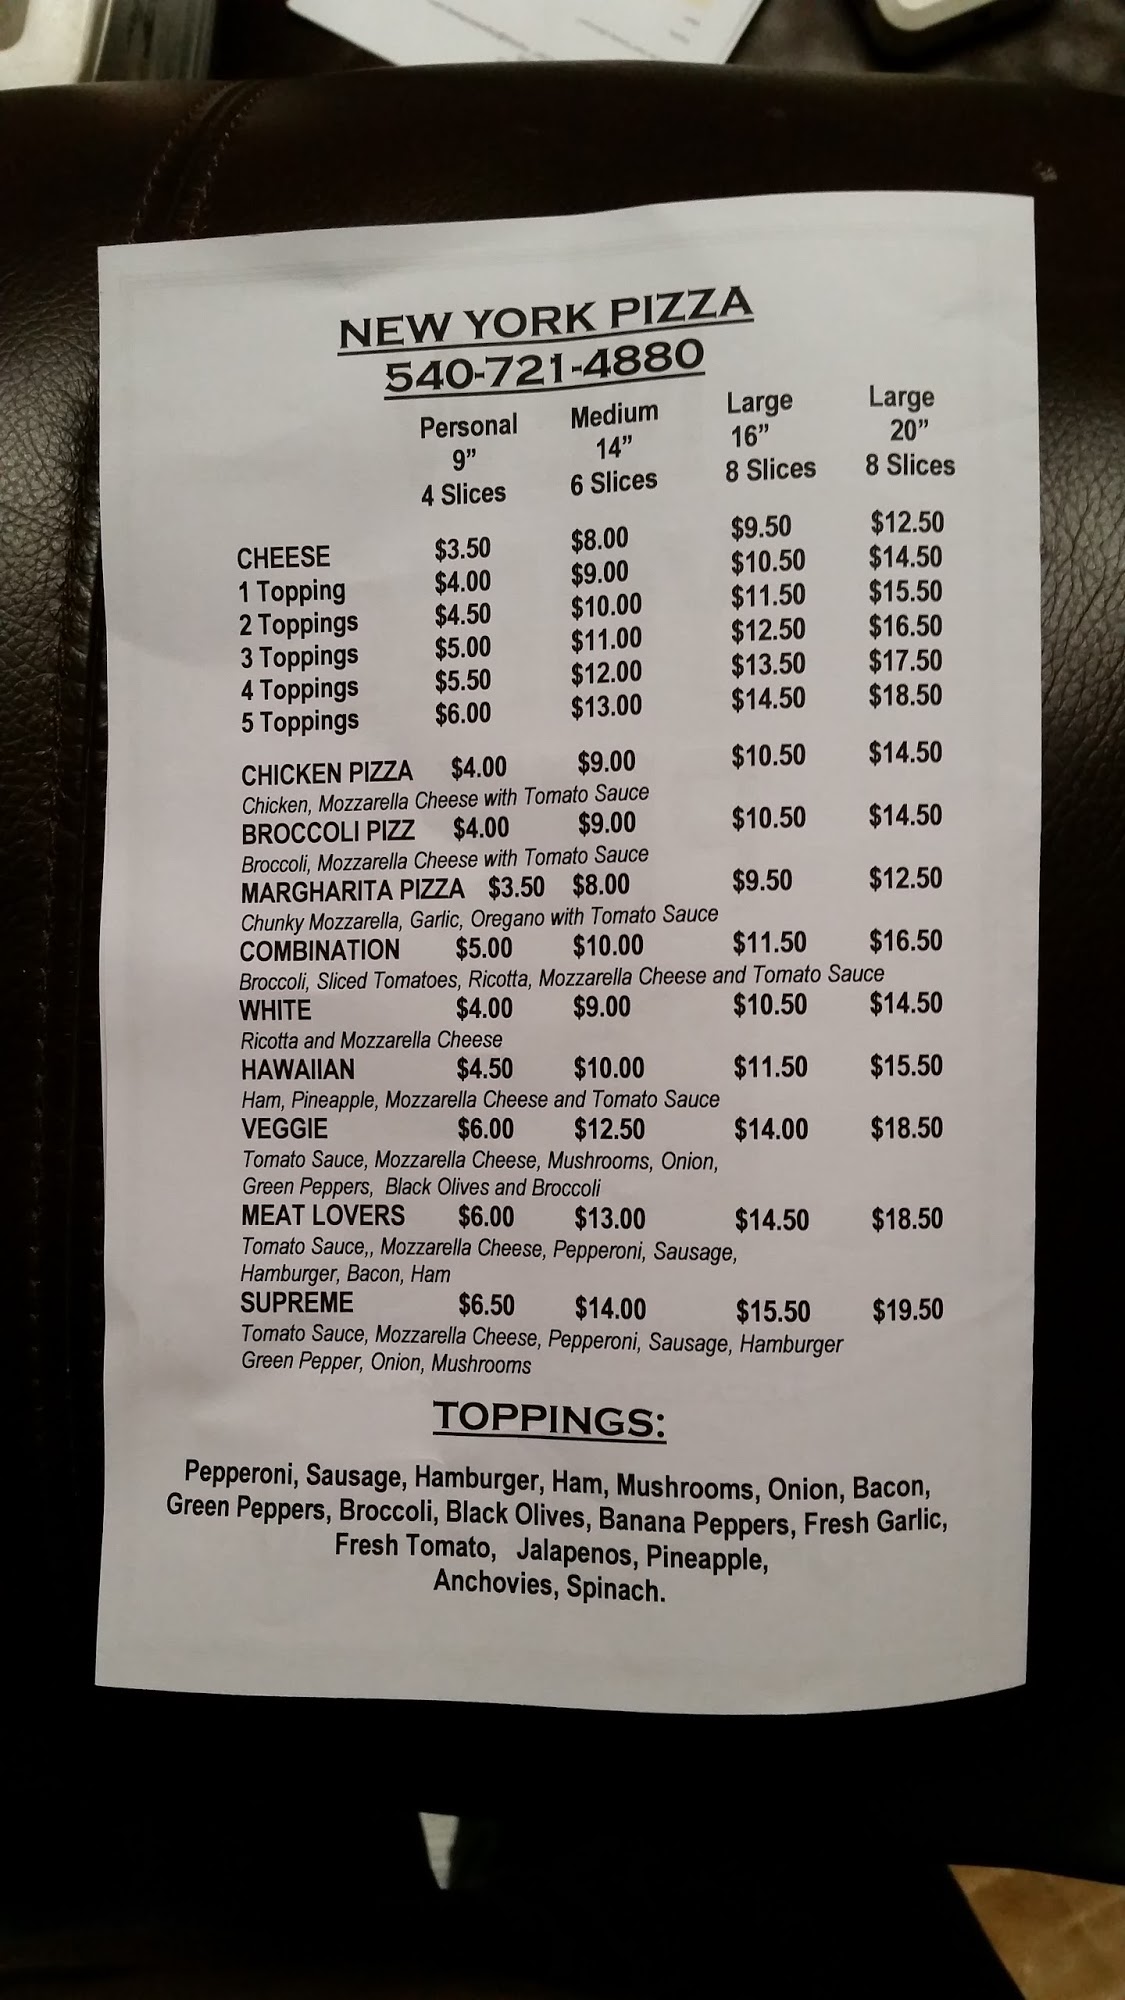 NEW YORK PIZZA
540-721-4880
Personal Medium Large Large
9" 14" 16" 20"
4 Slices 6 Slices 8 Slices 8 Slices
CHEESE $3.50 $8.00 $9.50 $12.50
1 Topping $4.00 $9.00 $10.50 $14.50
2 Toppings $4.50 $10.00 $11.50 $15.50
3 Toppings $5.00 $11.00 $12.50 $16.50
4 Toppings $5.50 $12.00 $13.50 $17.50
5 Toppings $6.00 $13.00 $14.50 $18.50
CHICKEN PIZZA $4.00 $9.00 $10.50 $14.50
Chicken, Mozzarella Cheese with Tomato Sauce
BROCCOLI PIZZ $4.00 $9.00 $10.50 $14.50
Broccoli, Mozzarella Cheese with Tomato Sauce
MARGHARITA PIZZA $3.50 $8.00 $9.50 $12.50
Chunky Mozzarella, Garlic, Oregano with Tomato Sauce
COMBINATION $5.00 $10.00 $11.50 $16.50
Broccoli, Sliced Tomatoes, Ricotta, Mozzarella Cheese and Tomato Sauce
WHITE $4.00 $9.00 $10.50 $14.50
Ricotta and Mozzarella Cheese
HAWAIIAN $4.50 $10.00 $11.50 $15.50
Ham, Pineapple, Mozzarella Cheese and Tomato Sauce
VEGGIE $6.00 $12.50 $14.00 $18.50
Tomato Sauce, Mozzarella Cheese, Mushrooms, Onion,
Green Peppers, Black Olives and Broccoli
MEAT LOVERS $6.00 $13.00 $14.50 $18.50
Tomato Sauce,, Mozzarella Cheese, Pepperoni, Sausage,
Hamburger, Bacon, Ham
SUPREME $6.50 $14.00 $15.50 $19.50
Tomato Sauce, Mozzarella Cheese, Pepperoni, Sausage, Hamburger
Green Pepper, Onion, Mushrooms
TOPPINGS:
Pepperoni, Sausage, Hamburger, Ham, Mushrooms, Onion, Bacon,
Green Peppers, Broccoli, Black Olives, Banana Peppers, Fresh Garlic,
Fresh Tomato, Jalapenos, Pineapple,
Anchovies, Spinach.